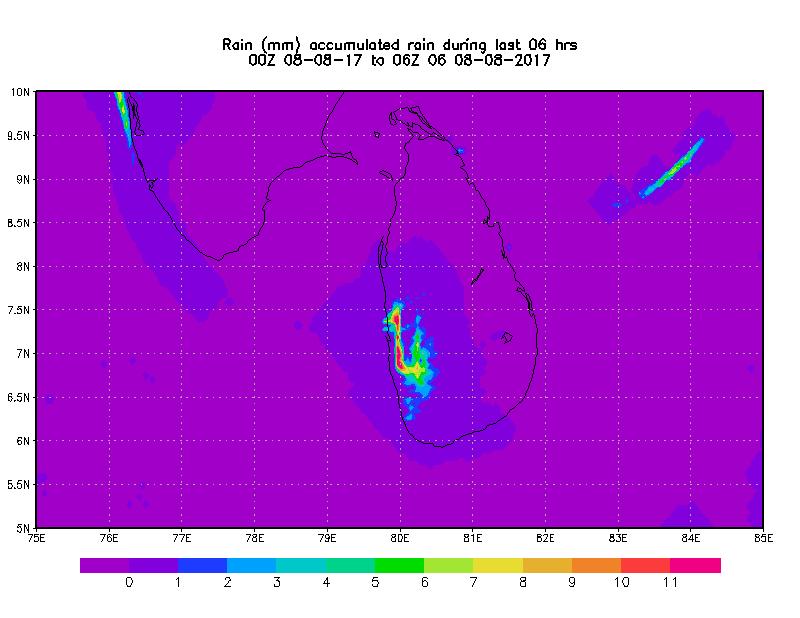 Rain (mm) accumulated rain during last 06 hrs
00Z 08-08-17 to 06Z 06 08-08-2017
10N
9.5N
9N
8.5N
8N
7.5N
7N
6.5N
6N
5.5N
5N
75E 76E 77E 78E 79E 80E 81E 82E 83E 84E 85E
0 1 2 3 4 5 6 7 8 9 10 11